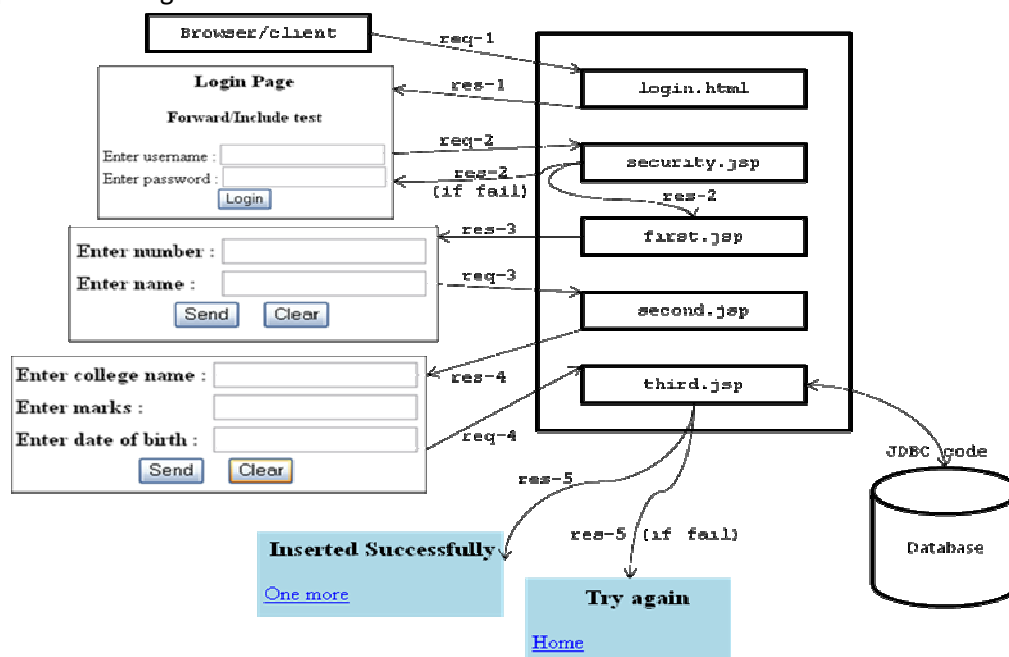 Browser/client
req-1
Login Page
Forward/Include test
Enter username :
Enter password :
Login
res-1
login.html
req-2
res-2
(if fail)
security.jsp
res-2
first.jsp
res-3
Enter number :
Enter name :
Send Clear
req-3
second.jsp
res-4
Enter college name :
Enter marks :
Enter date of birth :
Send Clear
req-4
third.jsp
JDBC code
Database
res-5
res-5 (if fail)
Inserted Successfully
One more
Try again
Home